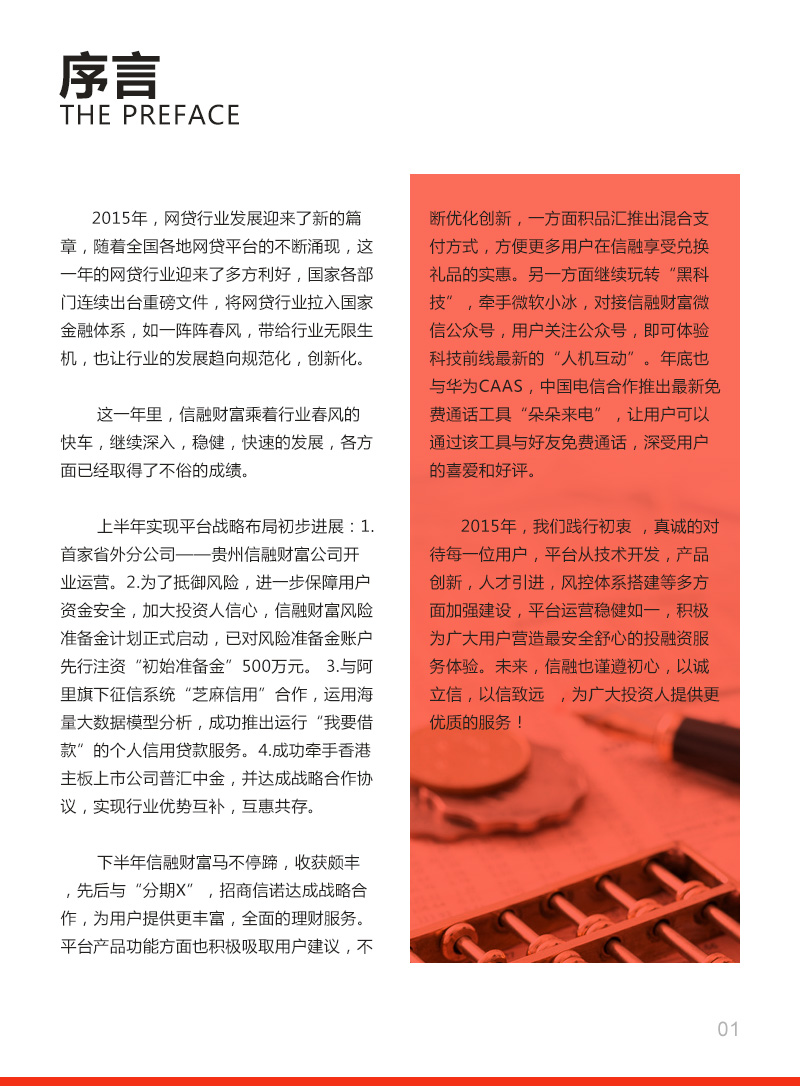 序言
THE PREFACE
2015年，网贷行业发展迎来了新的篇
章，随着全国各地网贷平台的不断涌现，这
一年的网贷行业迎来了多方利好，国家各部
门连续出台重磅文件，将网贷行业拉入国家
金融体系，如一阵阵春风，带给行业无限生
机，也让行业的发展趋向规范化，创新化。
这一年里，信融财富乘着行业春风的
快车，继续深入，稳健，快速的发展，各方
面已经取得了不俗的成绩。
上半年实现平台战略布局初步进展：1.
首家省外分公司——贵州信融财富公司开
业运营。2.为了抵御风险，进一步保障用户
资金安全，加大投资人信心，信融财富风险
准备金计划正式启动，已对风险准备金账户
先行注资“初始准备金”500万元。 3.与阿
里旗下征信系统“芝麻信用”合作，运用海
量大数据模型分析，成功推出运行“我要借
款”的个人信用贷款服务。4.成功牵手香港
主板上市公司普汇中金，并达成战略合作协
议，实现行业优势互补，互惠共存。
下半年信融财富马不停蹄，收获颇丰
，先后与“分期X”，招商信诺达成战略合
作，为用户提供更丰富，全面的理财服务。
平台产品功能方面也积极吸取用户建议，不
断优化创新，一方面积品汇推出混合支
付方式，方便更多用户在信融享受兑换
礼品的实惠。另一方面继续玩转“黑科
技”，牵手微软小冰，对接信融财富微
信公众号，用户关注公众号，即可体验
科技前线最新的“人机互动”。年底也
与华为CAAS，中国电信合作推出最新免
费通话工具“朵朵来电”，让用户可以
通过该工具与好友免费通话，深受用户
的喜爱和好评。
2015年，我们践行初衷 ，真诚的对
待每一位用户，平台从技术开发，产品
创新，人才引进，风控体系搭建等多方
面加强建设，平台运营稳健如一，积极
为广大用户营造最安全舒心的投融资服
务体验。未来，信融也谨遵初心，以诚
立信，以信致远 ，为广大投资人提供更
优质的服务！
01